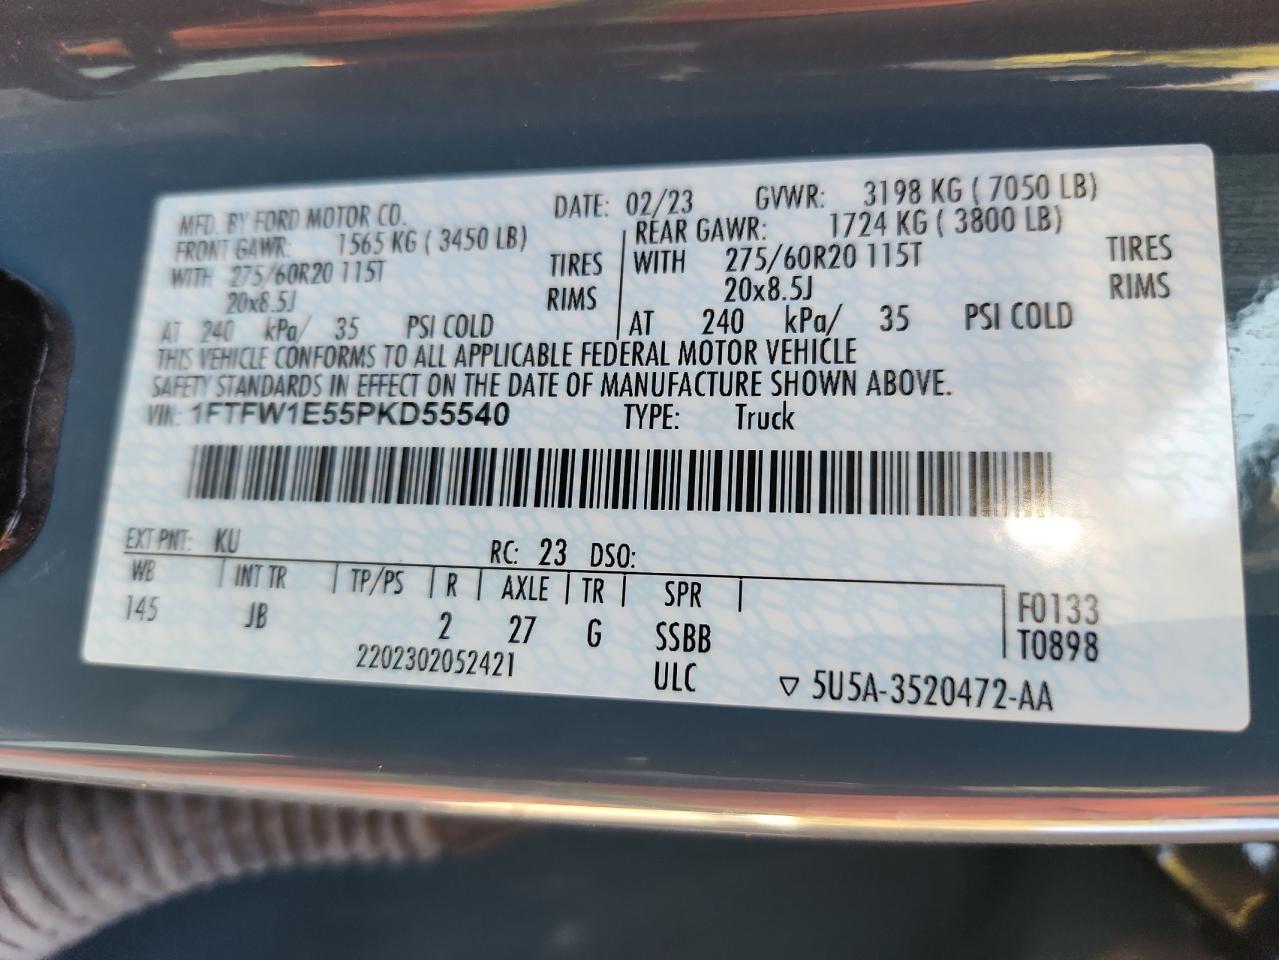 MFD. BY FORD MOTOR CO. DATE: 02/23 GVWR: 3198 KG ( 7050 LB)
FRONT GAWR: 1565 KG ( 3450 LB) REAR GAWR: 1724 KG ( 3800 LB)
WITH 275/60R20 115T TIRES WITH 275/60R20 115T TIRES
20x8.5J RIMS 20x8.5J RIMS
AT 240 kPa/ 35 PSI COLD AT 240 kPa/ 35 PSI COLD
THIS VEHICLE CONFORMS TO ALL APPLICABLE FEDERAL MOTOR VEHICLE
SAFETY STANDARDS IN EFFECT ON THE DATE OF MANUFACTURE SHOWN ABOVE.
VIN: 1FTFW1E55PKD55540 TYPE: Truck
EXT PNT: KU RC: 23 DSO:
WB INT TR TP/PS R AXLE TR SPR F0133
145 JB 2 27 G SSBB T0898
2202302052421 ULC ▽ 5U5A-3520472-AA